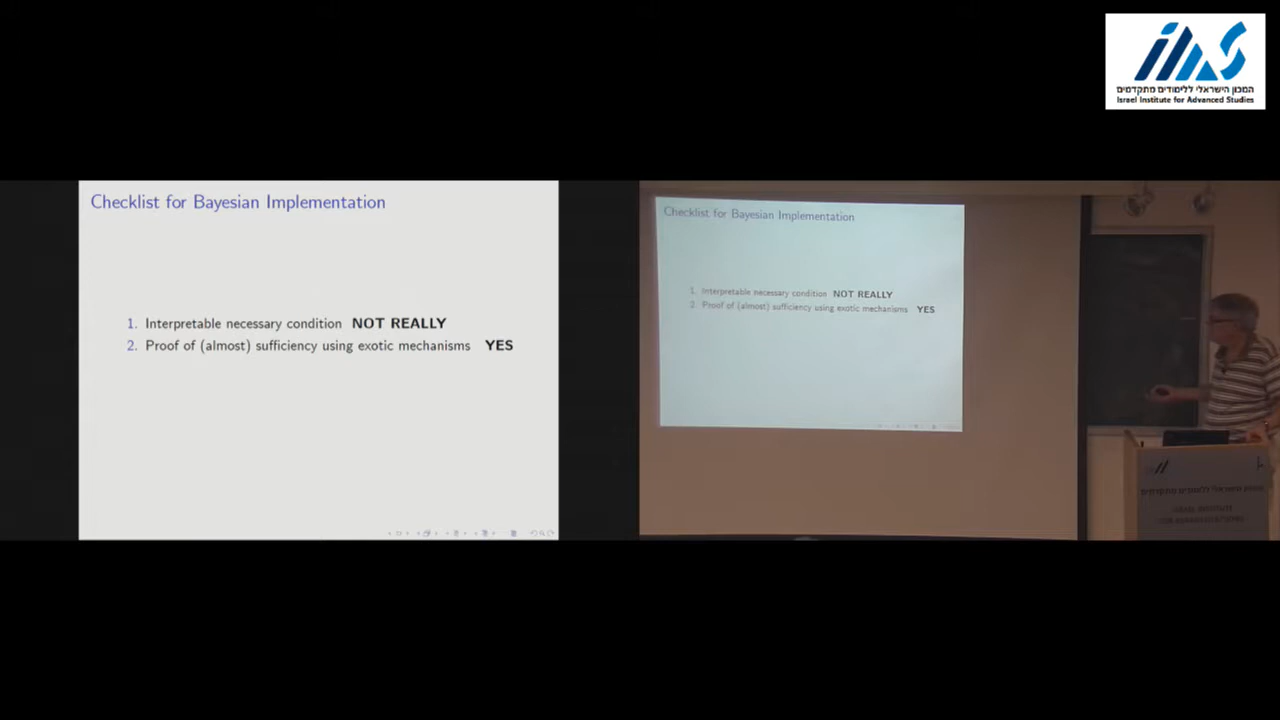 המכון הישראלי ללימודים מתקדמים
Israel Institute for Advanced Studies
Checklist for Bayesian Implementation
1. Interpretable necessary condition NOT REALLY
2. Proof of (almost) sufficiency using exotic mechanisms YES
Checklist for Bayesian Implementation
1. Interpretable necessary condition NOT REALLY
2. Proof of (almost) sufficiency using exotic mechanisms YES